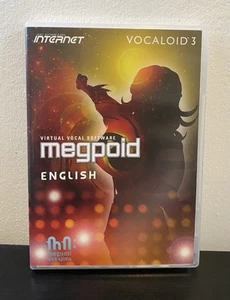 INTERNET
VOCALOID 3
VIRTUAL VOCAL SOFTWARE
megpoid
ENGLISH